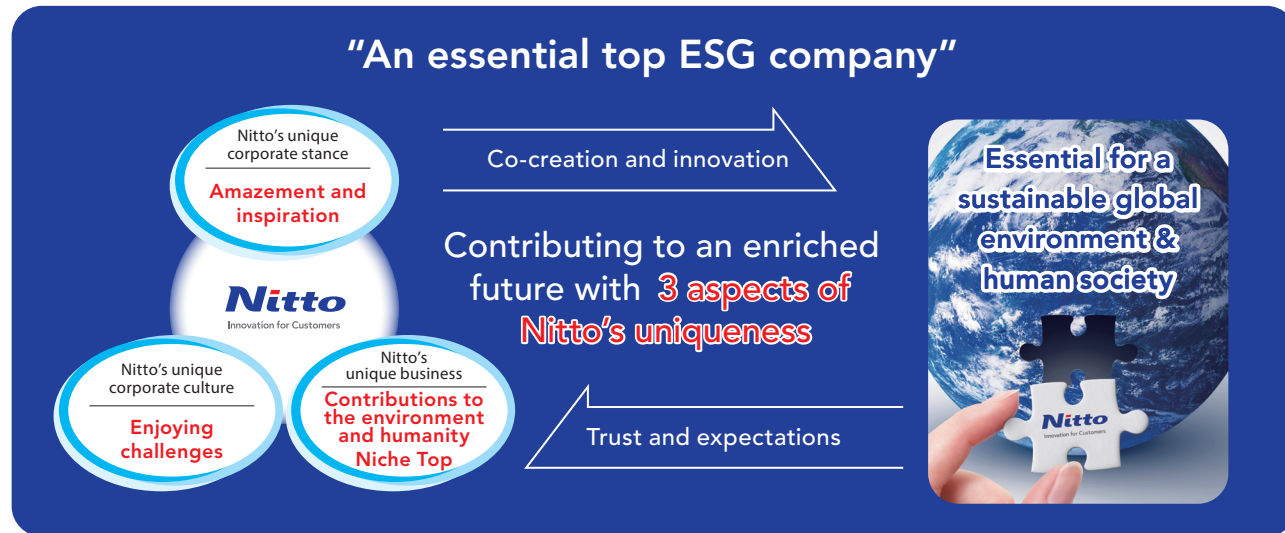 “An essential top ESG company”
Nitto’s unique
corporate stance
Amazement and
inspiration
Nitto
Innovation for Customers
Nitto’s unique
corporate culture
Enjoying
challenges
Nitto’s
unique business
Contributions to
the environment
and humanity
Niche Top
Co-creation and innovation
Contributing to an enriched
future with 3 aspects of
Nitto’s uniqueness
Trust and expectations
Essential for a
sustainable global
environment &
human society
Nitto
Innovation for Customers